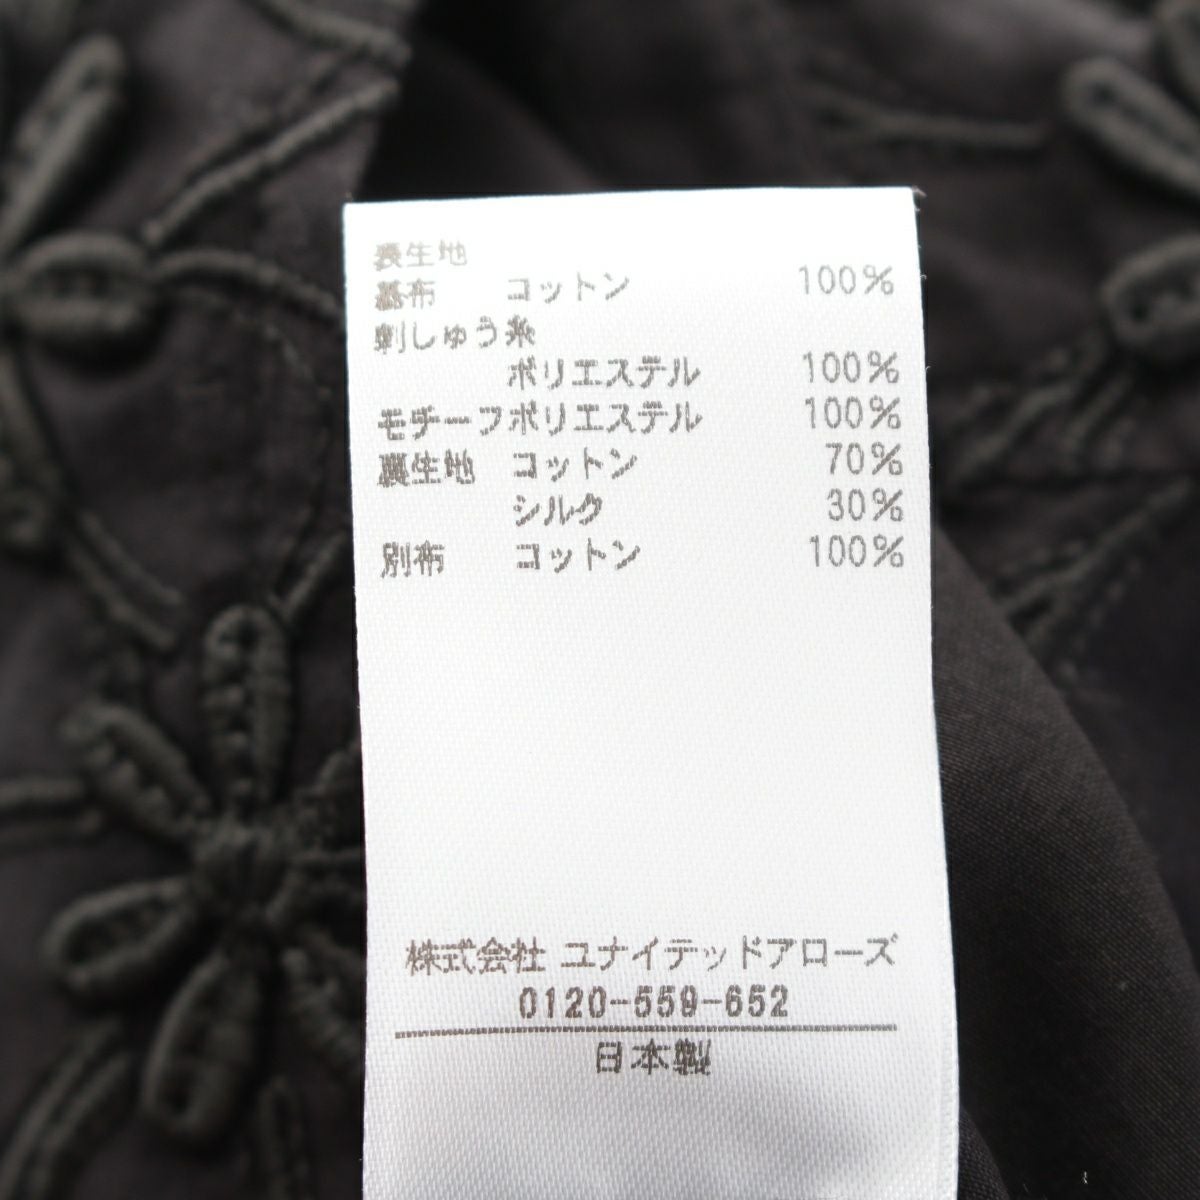 表生地
基布 コットン 100%
刺しゅう糸
ポリエステル 100%
モチーフポリエステル 100%
裏生地 コットン 70%
シルク 30%
別布 コットン 100%
株式会社 ユナイテッドアローズ
0120-559-652
日本製